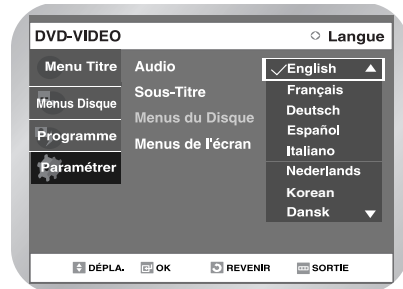 DVD-VIDEO
Langue
Menu Titre
Menus Disque
Programme
Paramétrer
Audio
Sous-Titre
Menus du Disque
Menus de l'écran
English
Français
Deutsch
Español
Italiano
Nederlands
Korean
Dansk
DÉPLA.
OK
REVENIR
SORTIE